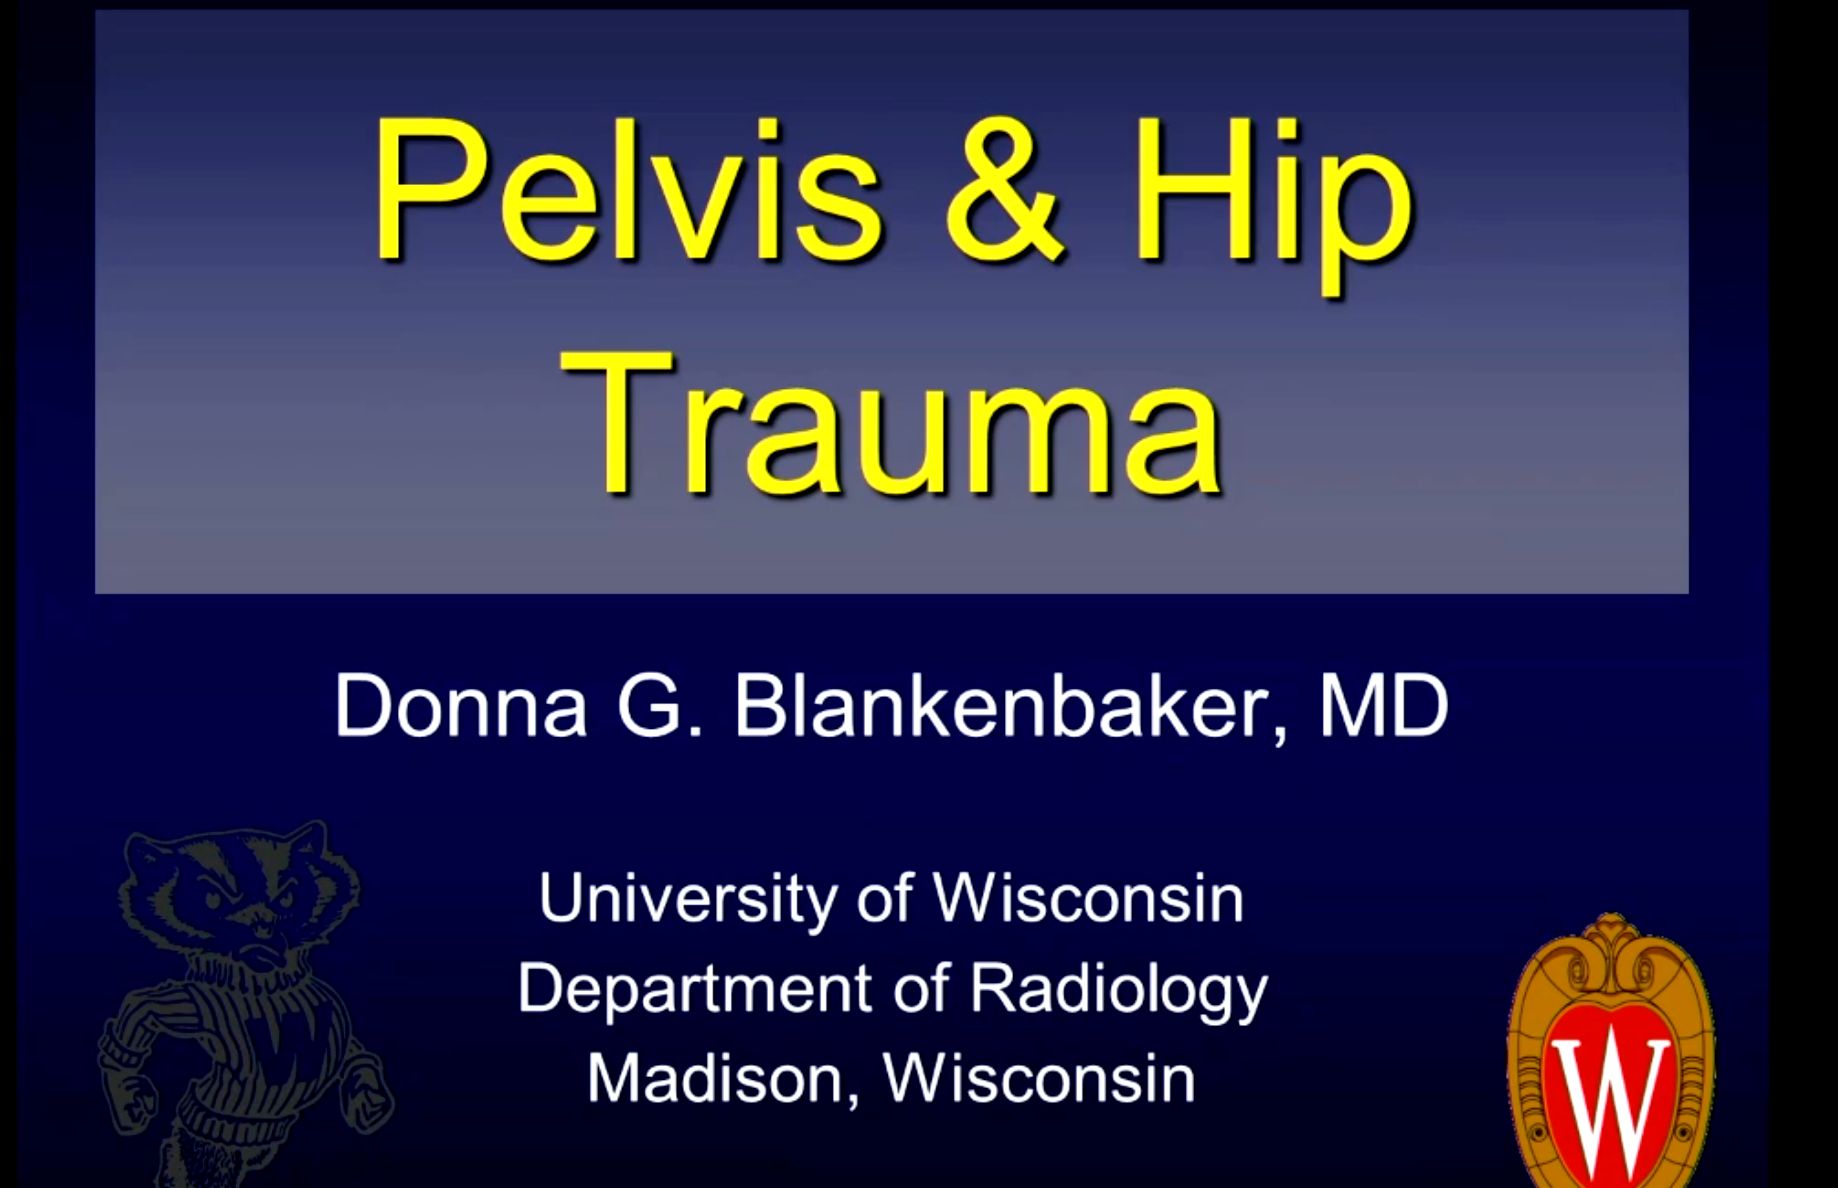 Pelvis & Hip
Trauma
Donna G. Blankenbaker, MD
University of Wisconsin
Department of Radiology
Madison, Wisconsin
W